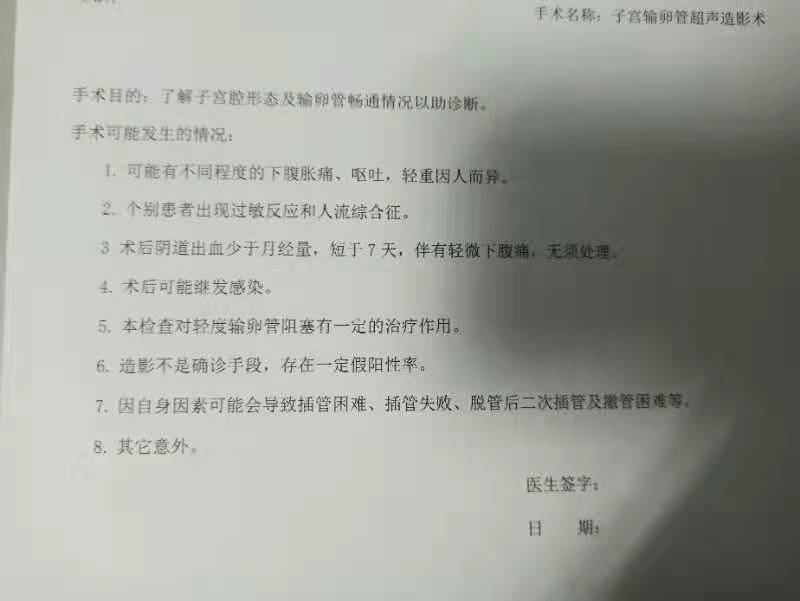 手术名称：子宫输卵管超声造影术
手术目的：了解子宫腔形态及输卵管畅通情况以助诊断。
手术可能发生的情况：
1. 可能有不同程度的下腹胀痛、呕吐，轻重因人而异。
2. 个别患者出现过敏反应和人流综合征。
3 术后阴道出血少于月经量，短于 7 天，伴有轻微下腹痛，无须处理。
4. 术后可能继发感染。
5. 本检查对轻度输卵管阻塞有一定的治疗作用。
6. 造影不是确诊手段，存在一定假阳性率。
7. 因自身因素可能会导致插管困难、插管失败、脱管后二次插管及撤管困难等。
8. 其它意外。
医生签字：
日 期：